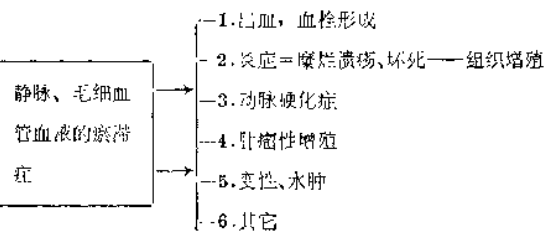 静脉、毛细血
管血液的瘀滞
症
1.出血，血栓形成
2.炎症=糜烂溃疡、坏死——组织增殖
3.动脉硬化症
4.肿瘤性增殖
5.变性、水肿
6.其它